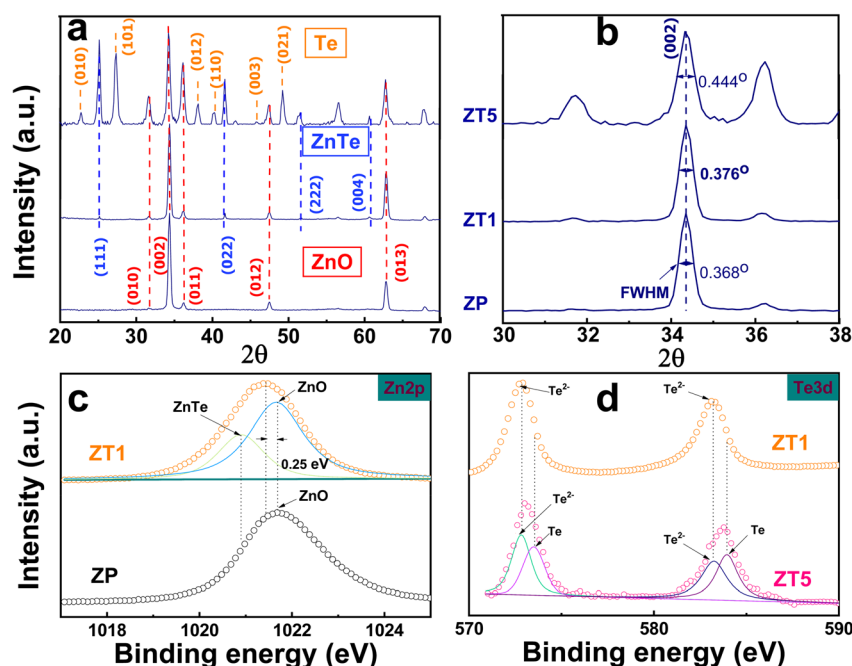 a
Te
(010)
(101)
(012)
(110)
(003)
(021)
ZnTe
(111)
(022)
(222)
(004)
ZnO
(010)
(002)
(011)
(012)
(013)
Intensity (a.u.)
20 30 40 50 60 70
2θ
b
(002)
ZT5
0.444o
ZT1
0.376o
ZP
0.368o
FWHM
30 32 34 36 38
2θ
c
Zn2p
ZnO
ZnTe
ZT1
0.25 eV
ZnO
ZP
Intensity (a.u.)
1018 1020 1022 1024
Binding energy (eV)
d
Te3d
Te2-
Te2-
ZT1
Te2-
Te
Te2-
Te
ZT5
570 580 590
Binding energy (eV)